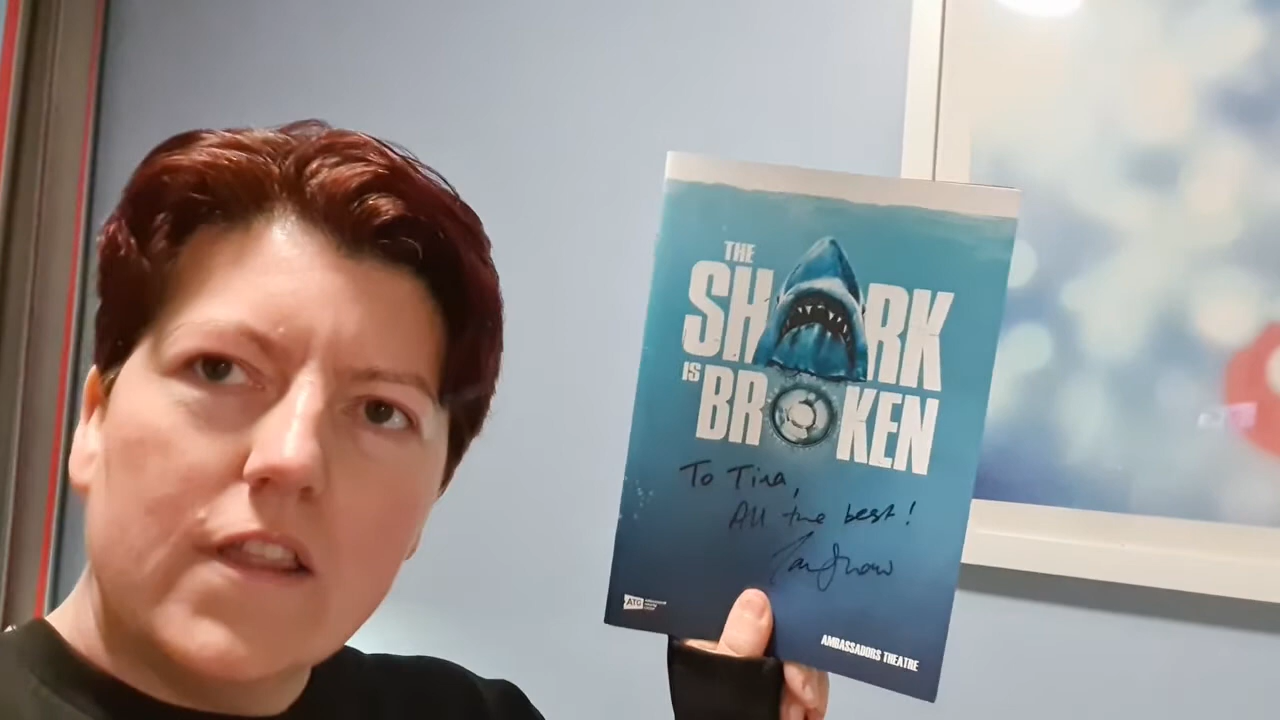 THE
SHARK
IS
BROKEN
To Tina,
All the best!
ATG
AMBASSADORS THEATRE